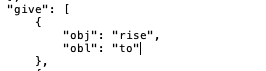 "give": [
{
"obj": "rise",
"obl": "to"
},